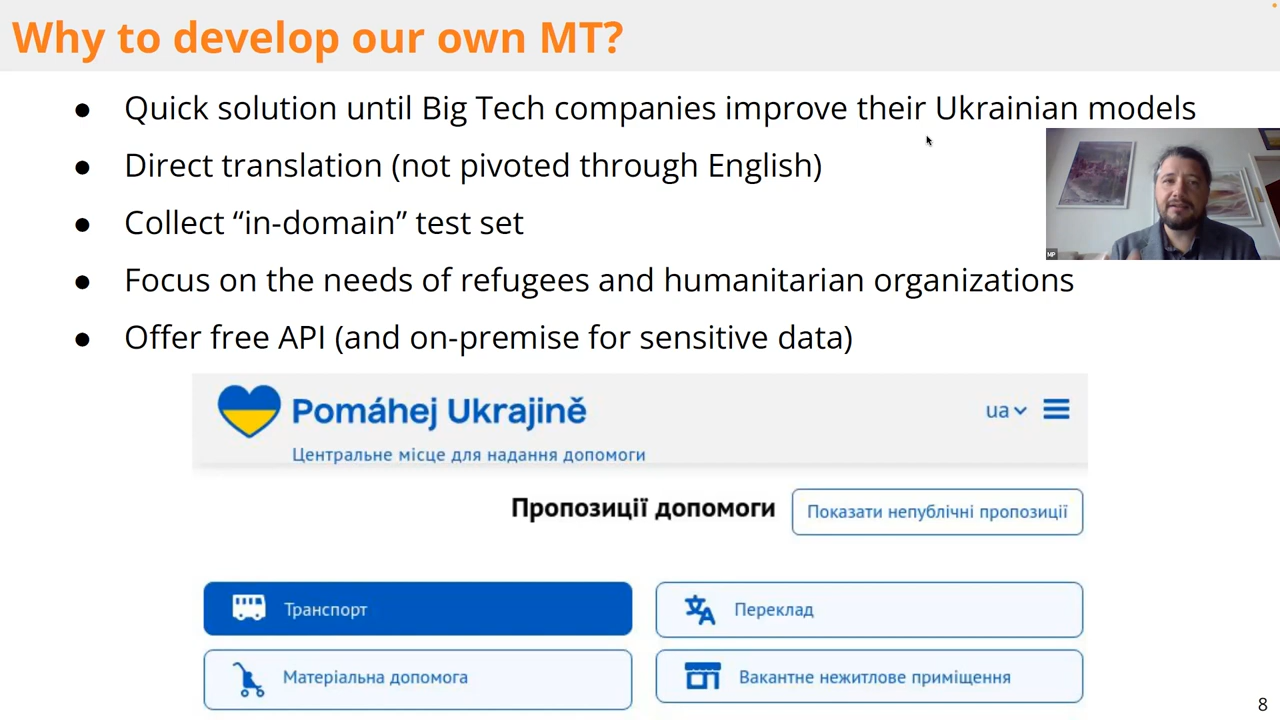 Why to develop our own MT?
● Quick solution until Big Tech companies improve their Ukrainian models
● Direct translation (not pivoted through English)
● Collect “in-domain” test set
● Focus on the needs of refugees and humanitarian organizations
● Offer free API (and on-premise for sensitive data)
MP
Pomáhej Ukrajině
ua
Центральне місце для надання допомоги
Пропозиції допомоги
Показати непублічні пропозиції
Транспорт
Переклад
Матеріальна допомога
Вакантне нежитлове приміщення
8